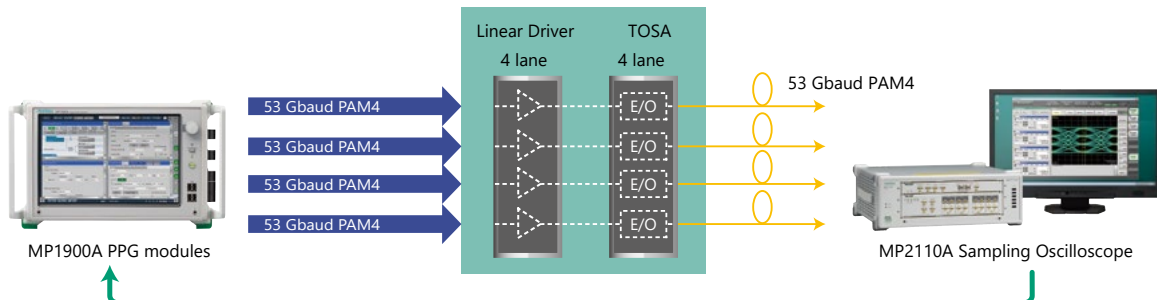 Linear Driver
TOSA
4 lane
4 lane
53 Gbaud PAM4
E/O
53 Gbaud PAM4
53 Gbaud PAM4
E/O
53 Gbaud PAM4
E/O
53 Gbaud PAM4
E/O
MP1900A PPG modules
MP2110A Sampling Oscilloscope